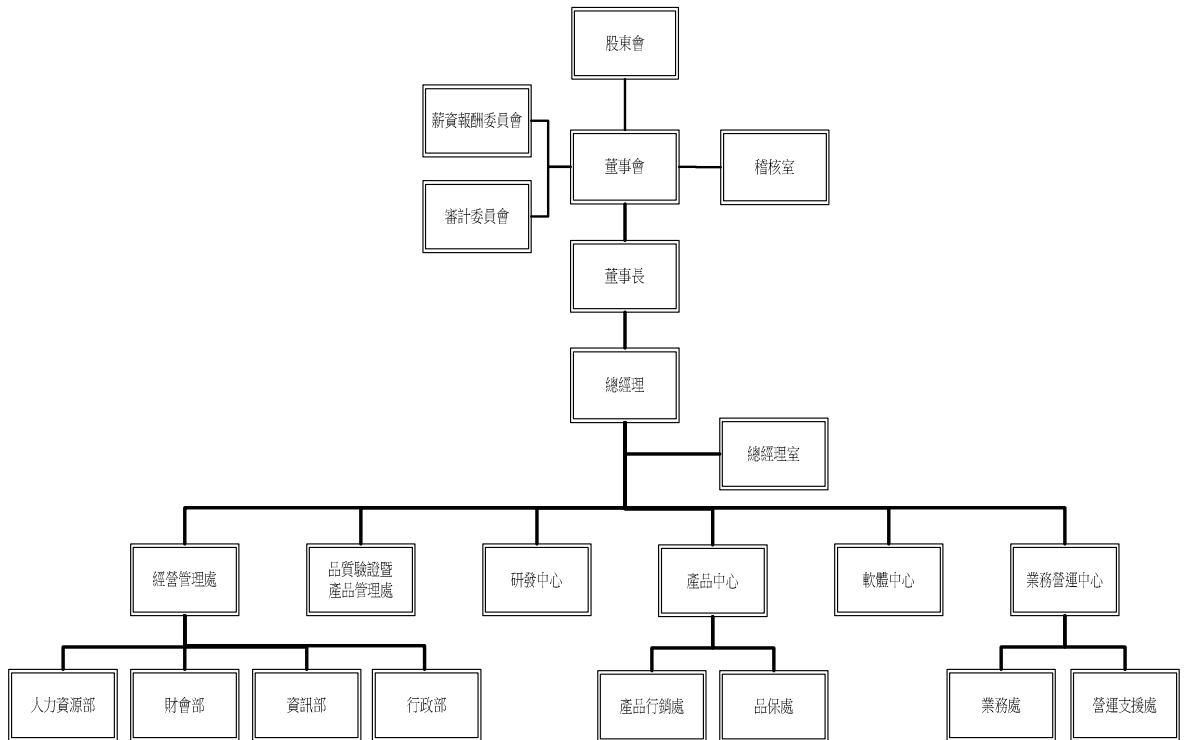 股東會
薪資報酬委員會
董事會
稽核室
審計委員會
董事長
總經理
總經理室
經營管理處
品質驗證暨
產品管理處
研發中心
產品中心
軟體中心
業務營運中心
人力資源部
財會部
資訊部
行政部
產品行銷處
品保處
業務處
營運支援處